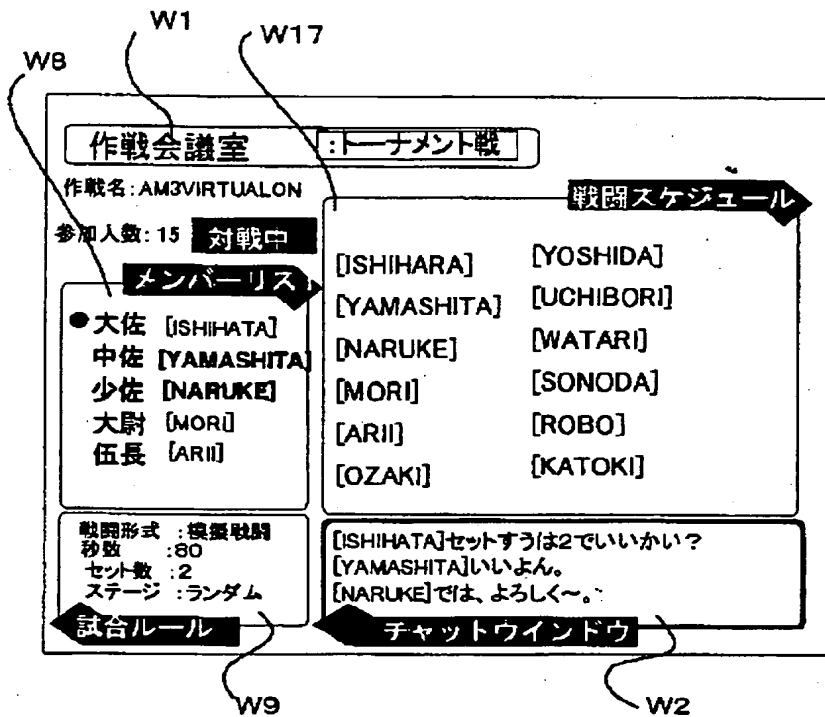 W1
W17
W8
作戦会議室 :トーナメント戦
作戦名:AM3VIRTUALON
戦闘スケジュール
参加人数:15 対戦中
メンバーリスト
●大佐 [ISHIHATA]
中佐 [YAMASHITA]
少佐 [NARUKE]
大尉 [MORI]
伍長 [ARII]
[ISHIHARA] [YOSHIDA]
[YAMASHITA] [UCHIBORI]
[NARUKE] [WATARI]
[MORI] [SONODA]
[ARII] [ROBO]
[OZAKI] [KATOKI]
戦闘形式 :模擬戦闘
秒数 :80
セット数 :2
ステージ :ランダム
試合ルール
[ISHIHATA]セットすうは2でいいかい?
[YAMASHITA]いいよん。
[NARUKE]では、よろしく〜。
チャットウインドウ
W9
W2